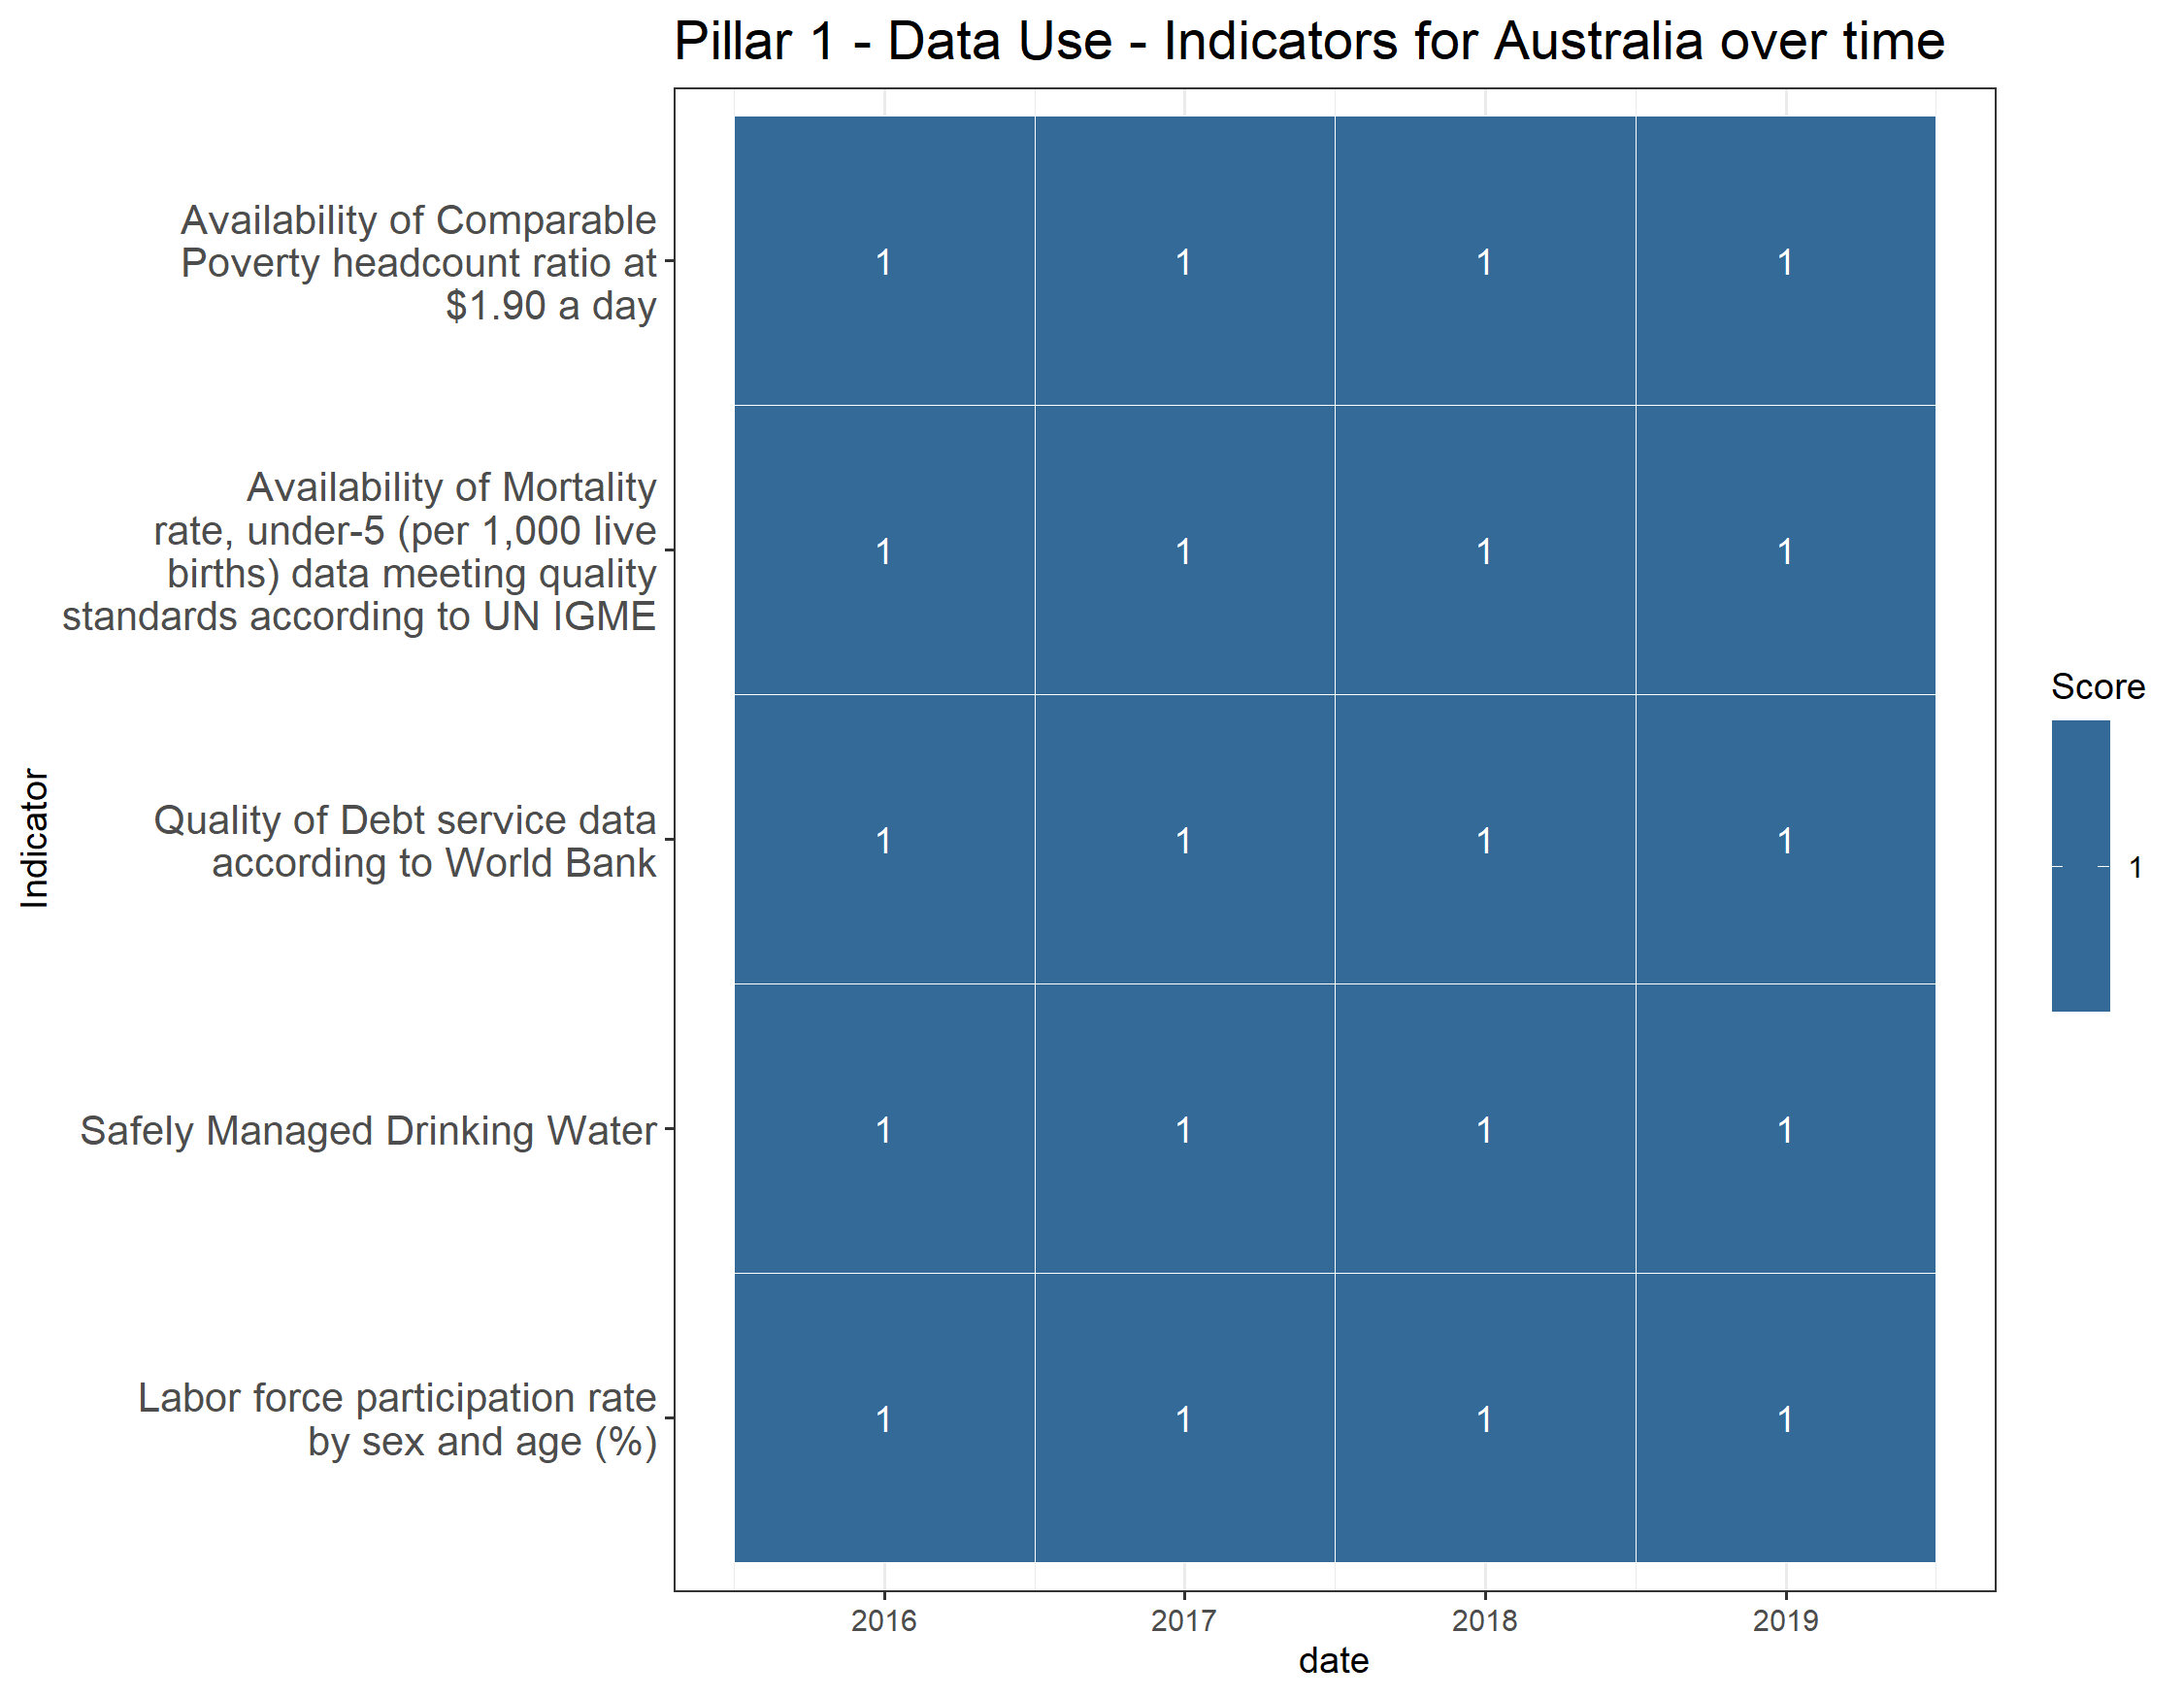 Pillar 1 - Data Use - Indicators for Australia over time
Indicator
Availability of Comparable
Poverty headcount ratio at
$1.90 a day
1 1 1 1
Availability of Mortality
rate, under-5 (per 1,000 live
births) data meeting quality
standards according to UN IGME
1 1 1 1
Quality of Debt service data
according to World Bank
1 1 1 1
Safely Managed Drinking Water
1 1 1 1
Labor force participation rate
by sex and age (%)
1 1 1 1
2016 2017 2018 2019
date
Score
1